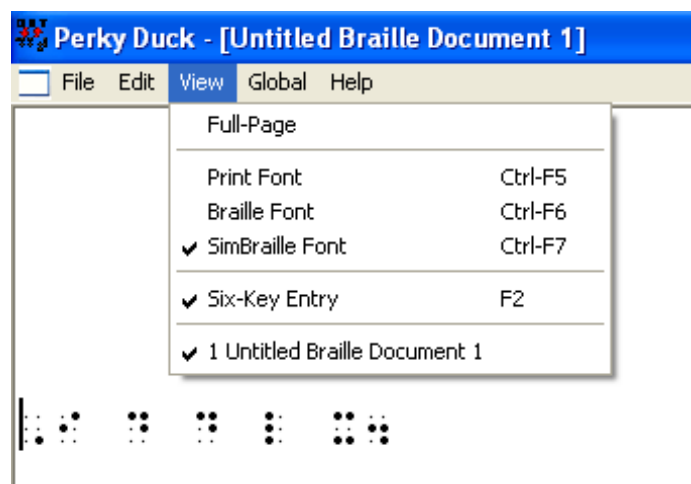 Perky Duck - [Untitled Braille Document 1]
File Edit View Global Help
Full-Page
Print Font Ctrl-F5
Braille Font Ctrl-F6
SimBraille Font Ctrl-F7
Six-Key Entry F2
1 Untitled Braille Document 1
⠠⠊ ⠙ ⠙ ⠇ ⠭⠲